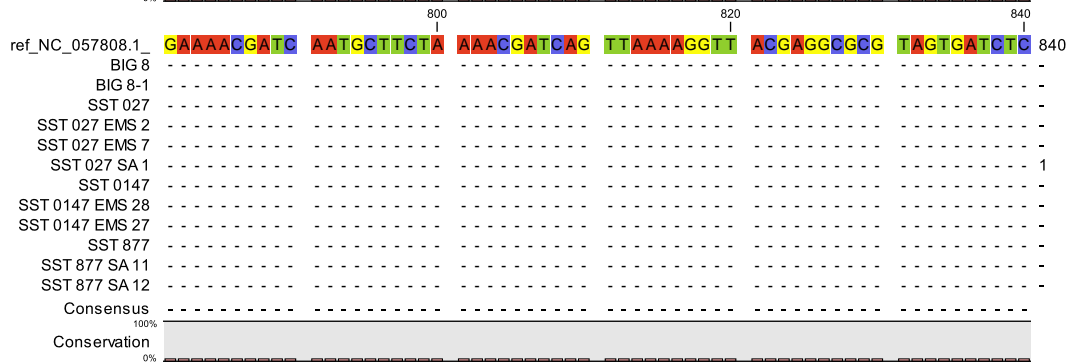 0%
800 820 840
ref_NC_057808.1_ GAAAACGATC AATGCTTCTA AAACGATCAG TTAAAAGGTT ACGAGGCGCG TAGTGATCTC 840
BIG 8 - - - - - - - - - - - - - - - - - - - - - - - - - - - - - - - - - - - - - - - - - - - - - - - - - - - - - - - - - - - - -
BIG 8-1 - - - - - - - - - - - - - - - - - - - - - - - - - - - - - - - - - - - - - - - - - - - - - - - - - - - - - - - - - - - - -
SST 027 - - - - - - - - - - - - - - - - - - - - - - - - - - - - - - - - - - - - - - - - - - - - - - - - - - - - - - - - - - - - -
SST 027 EMS 2 - - - - - - - - - - - - - - - - - - - - - - - - - - - - - - - - - - - - - - - - - - - - - - - - - - - - - - - - - - - - -
SST 027 EMS 7 - - - - - - - - - - - - - - - - - - - - - - - - - - - - - - - - - - - - - - - - - - - - - - - - - - - - - - - - - - - - -
SST 027 SA 1 - - - - - - - - - - - - - - - - - - - - - - - - - - - - - - - - - - - - - - - - - - - - - - - - - - - - - - - - - - - - 1
SST 0147 - - - - - - - - - - - - - - - - - - - - - - - - - - - - - - - - - - - - - - - - - - - - - - - - - - - - - - - - - - - - -
SST 0147 EMS 28 - - - - - - - - - - - - - - - - - - - - - - - - - - - - - - - - - - - - - - - - - - - - - - - - - - - - - - - - - - - - -
SST 0147 EMS 27 - - - - - - - - - - - - - - - - - - - - - - - - - - - - - - - - - - - - - - - - - - - - - - - - - - - - - - - - - - - - -
SST 877 - - - - - - - - - - - - - - - - - - - - - - - - - - - - - - - - - - - - - - - - - - - - - - - - - - - - - - - - - - - - -
SST 877 SA 11 - - - - - - - - - - - - - - - - - - - - - - - - - - - - - - - - - - - - - - - - - - - - - - - - - - - - - - - - - - - - -
SST 877 SA 12 - - - - - - - - - - - - - - - - - - - - - - - - - - - - - - - - - - - - - - - - - - - - - - - - - - - - - - - - - - - - -
Consensus - - - - - - - - - - - - - - - - - - - - - - - - - - - - - - - - - - - - - - - - - - - - - - - - - - - - - - - - - - - -
100%
Conservation
0%